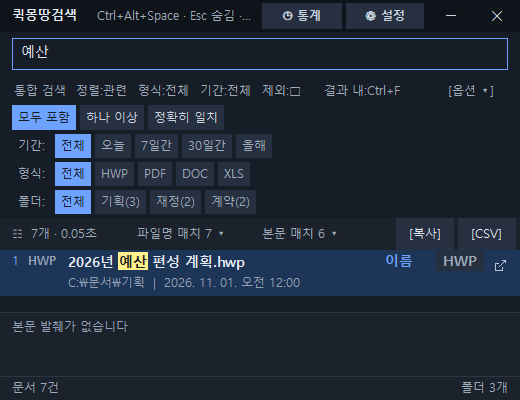 퀵몽땅검색 Ctrl+Alt+Space · Esc 숨김 ·... ◔ 통계 ⚙ 설정
예산
통합 검색 정렬:관련 형식:전체 기간:전체 제외:□ 결과 내:Ctrl+F [옵션 ▾]
모두 포함 하나 이상 정확히 일치
기간: 전체 오늘 7일간 30일간 올해
형식: 전체 HWP PDF DOC XLS
폴더: 전체 기획(3) 재정(2) 계약(2)
☷ 7개 · 0.05초 파일명 매치 7 ▾ 본문 매치 6 ▾ [복사] [CSV]
1 HWP 2026년 예산 편성 계획.hwp 이름 HWP
C:₩문서₩기획 | 2026. 11. 01. 오전 12:00
본문 발췌가 없습니다
문서 7건 폴더 3개